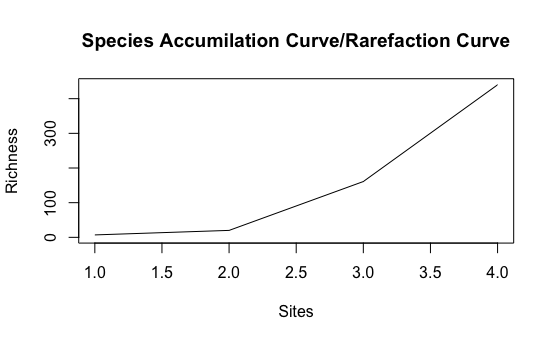 Species Accumilation Curve/Rarefaction Curve
Richness
300
100
0
1.0 1.5 2.0 2.5 3.0 3.5 4.0
Sites